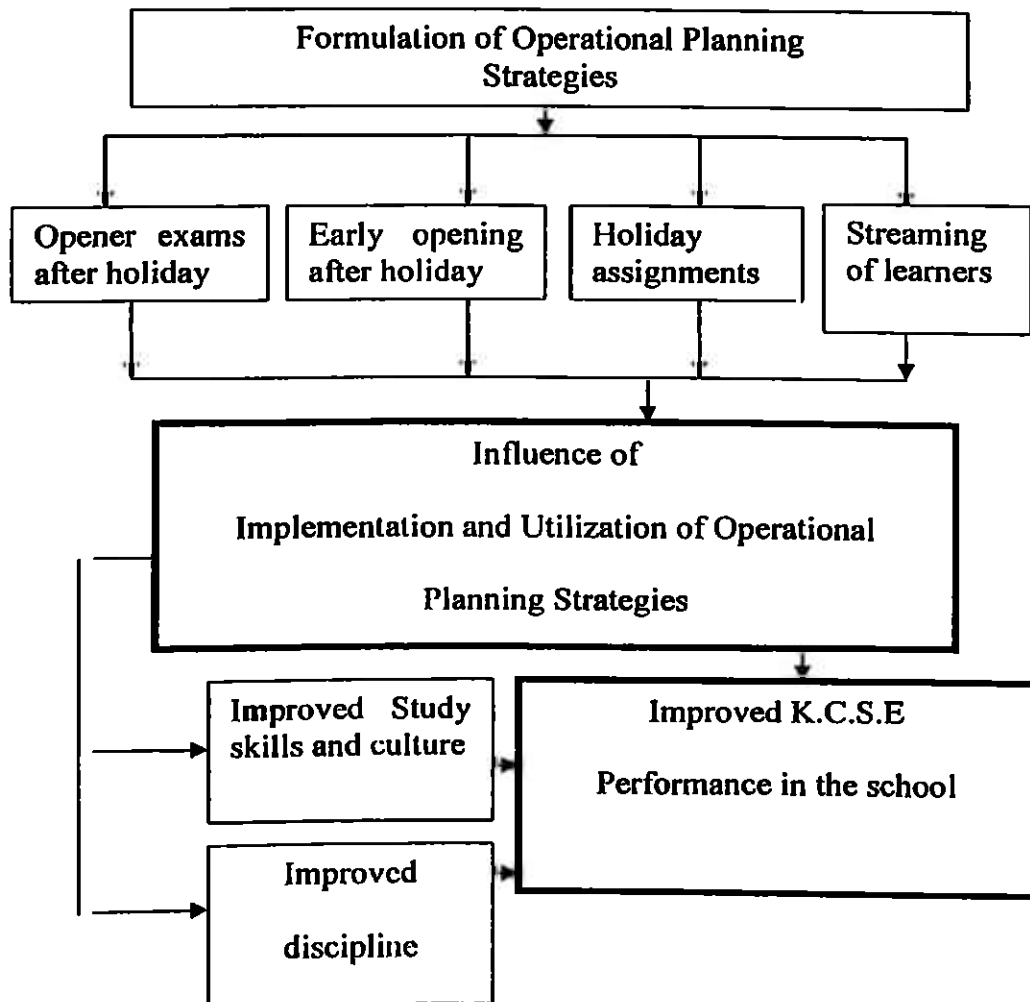 Formulation of Operational Planning
Strategies
Opener exams
after holiday
Early opening
after holiday
Holiday
assignments
Streaming
of learners
Influence of
Implementation and Utilization of Operational
Planning Strategies
Improved Study
skills and culture
Improved K.C.S.E
Performance in the school
Improved
discipline